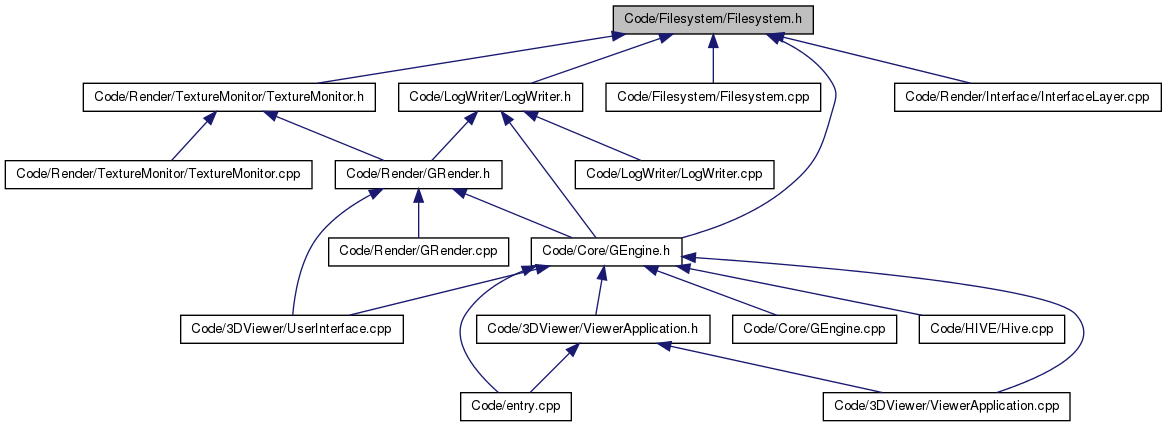 Code/Filesystem/Filesystem.h
Code/Render/TextureMonitor/TextureMonitor.h
Code/LogWriter/LogWriter.h
Code/Filesystem/Filesystem.cpp
Code/Render/Interface/InterfaceLayer.cpp
Code/Render/TextureMonitor/TextureMonitor.cpp
Code/Render/GRender.h
Code/LogWriter/LogWriter.cpp
Code/Render/GRender.cpp
Code/Core/GEngine.h
Code/3DViewer/UserInterface.cpp
Code/3DViewer/ViewerApplication.h
Code/Core/GEngine.cpp
Code/HIVE/Hive.cpp
Code/entry.cpp
Code/3DViewer/ViewerApplication.cpp